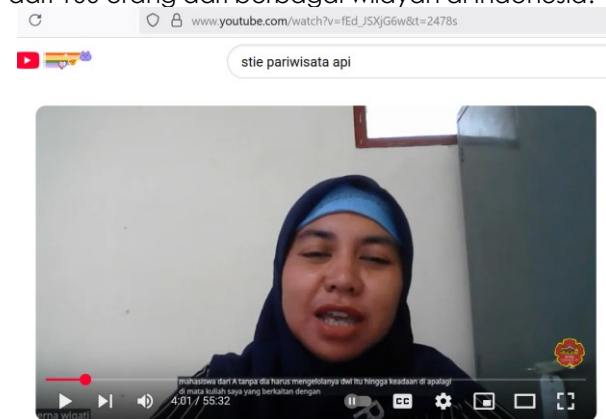 dari 100 orang dari berbagai wilayah di Indonesia.
www.youtube.com/watch?v=fEd_JSXjG6w&t=2478s
stie pariwisata api
mahasiswa dari A tanpa dia harus mengelolanya dwi itu hingga keadaan di apalagi
di mata kuliah saya yang berkaitan dengan
4:01 / 55:32
CC
erna wigati